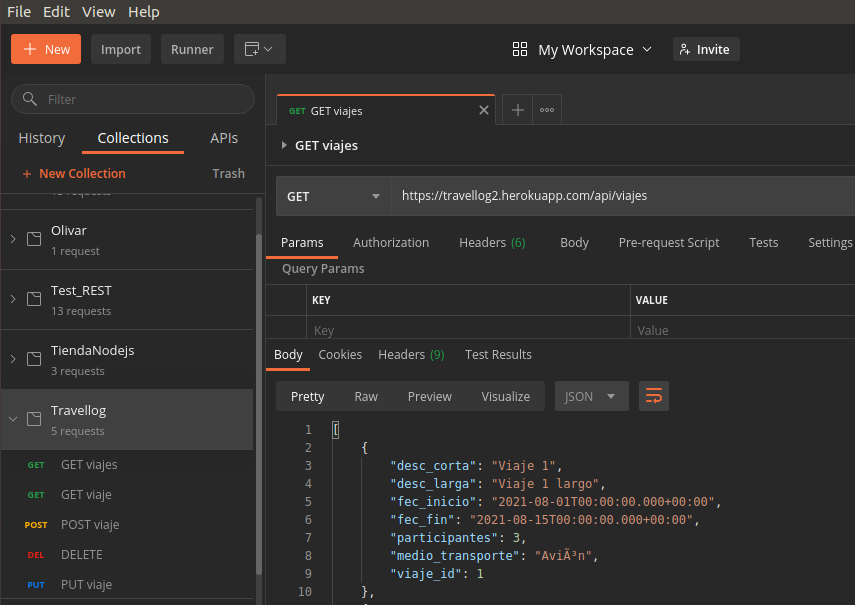 File Edit View Help
New Import Runner My Workspace Invite
Filter
History Collections APIs
+ New Collection Trash
Olivar
1 request
Test_REST
13 requests
TiendaNodejs
3 requests
Travellog
5 requests
GET GET viajes
GET GET viaje
POST POST viaje
DEL DELETE
PUT PUT viaje
GET GET viajes
GET viajes
GET https://travellog2.herokuapp.com/api/viajes
Params Authorization Headers (6) Body Pre-request Script Tests Settings
Query Params
KEY VALUE
Key Value
Body Cookies Headers (9) Test Results
Pretty Raw Preview Visualize JSON
1 [
2 {
3 "desc_corta": "Viaje 1",
4 "desc_larga": "Viaje 1 largo",
5 "fec_inicio": "2021-08-01T00:00:00.000+00:00",
6 "fec_fin": "2021-08-15T00:00:00.000+00:00",
7 "participantes": 3,
8 "medio_transporte": "AviÃ³n",
9 "viaje_id": 1
10 },